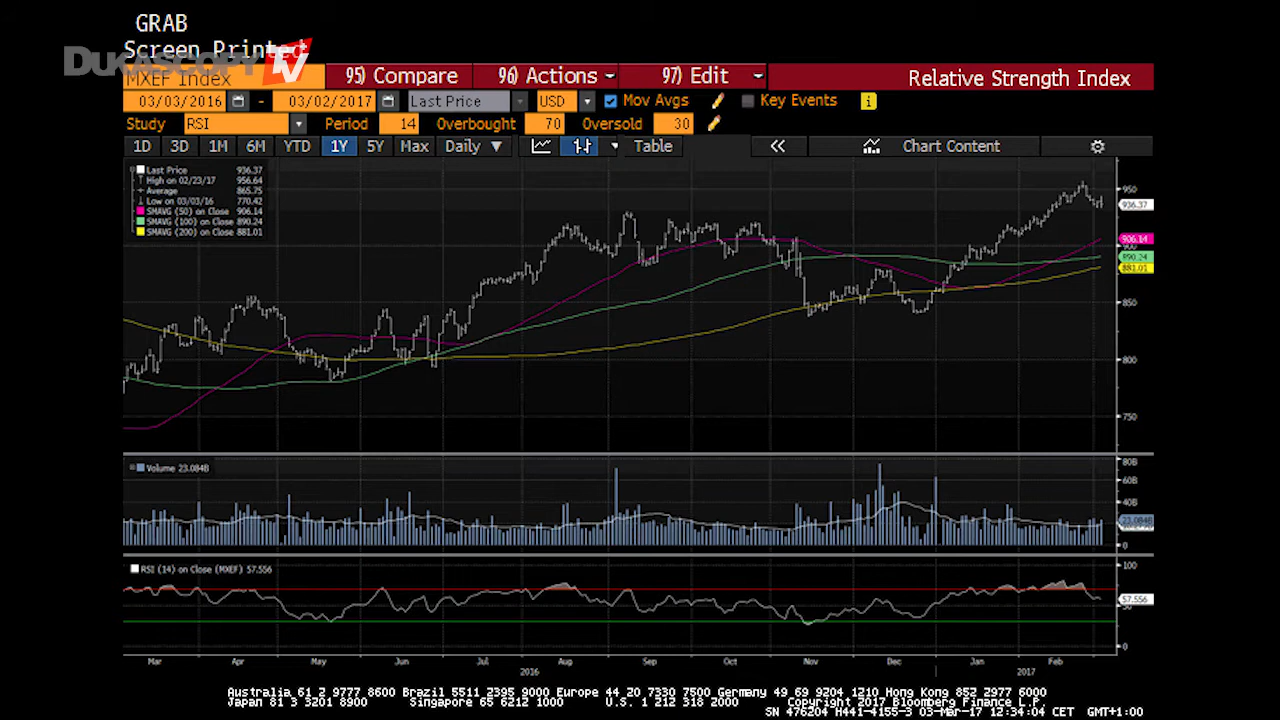 GRAB
Screen Printed
DUKASCOPY TV
MXEF Index 95) Compare 96) Actions 97) Edit Relative Strength Index
03/03/2016 - 03/02/2017 Last Price USD Mov Avgs Key Events i
Study RSI Period 14 Overbought 70 Oversold 30
1D 3D 1M 6M YTD 1Y 5Y Max Daily ▼ Table « Chart Content
Last Price 936.37
High on 02/23/17 956.64
Average 865.75
Low on 03/03/16 770.42
SMAVG (50) on Close 906.14
SMAVG (100) on Close 890.24
SMAVG (200) on Close 881.01
950
936.37
906.14
900
890.24
881.01
850
800
750
Volume 23.084B
80B
60B
40B
23.084B
0
RSI (14) on Close (MXEF) 57.556
100
57.556
50
0
Mar Apr May Jun Jul Aug Sep Oct Nov Dec Jan Feb
2016 2017
Australia 61 2 9777 8600 Brazil 5511 2395 9000 Europe 44 20 7330 7500 Germany 49 69 9204 1210 Hong Kong 852 2977 6000
Japan 81 3 3201 8900 Singapore 65 6212 1000 U.S. 1 212 318 2000 Copyright 2017 Bloomberg Finance L.P.
SN 476204 H441-4155-3 03-Mar-17 12:34:04 CET GMT+1:00